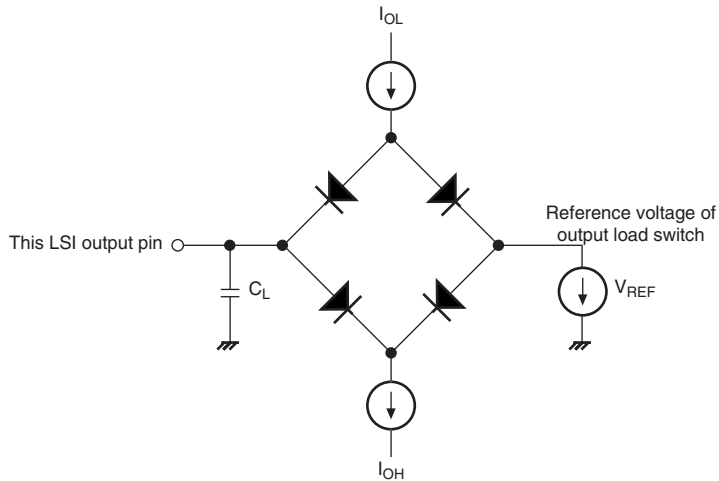 IOL
Reference voltage of
output load switch
This LSI output pin
CL
VREF
IOH